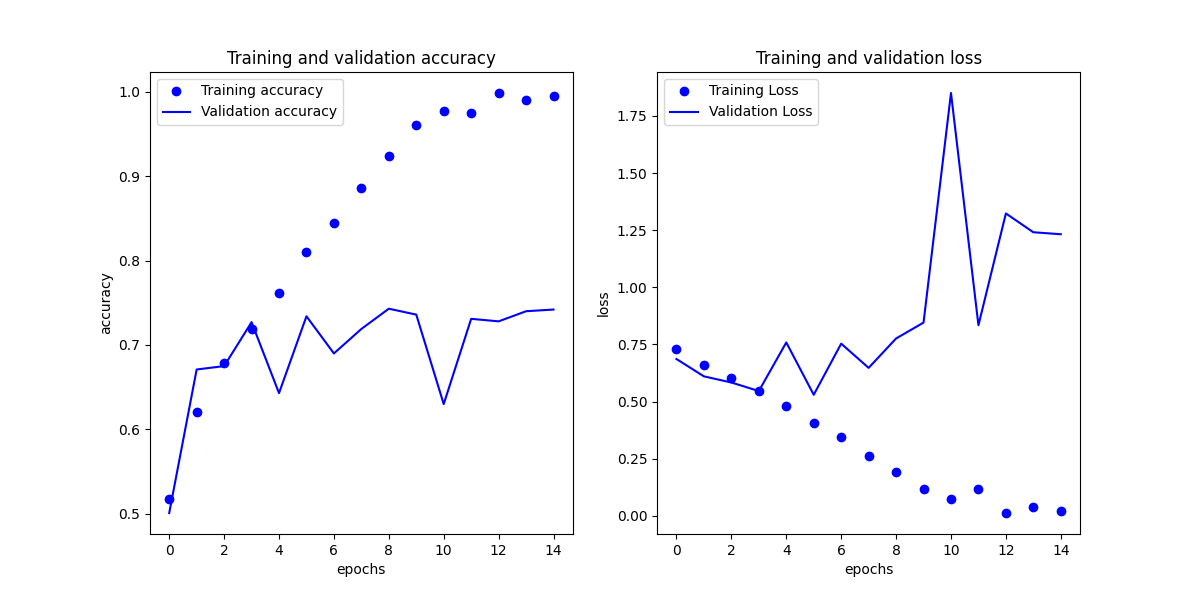 Training and validation accuracy
Training accuracy
Validation accuracy
1.0
0.9
0.8
0.7
0.6
0.5
accuracy
0 2 4 6 8 10 12 14
epochs
Training and validation loss
Training Loss
Validation Loss
1.75
1.50
1.25
1.00
0.75
0.50
0.25
0.00
loss
0 2 4 6 8 10 12 14
epochs